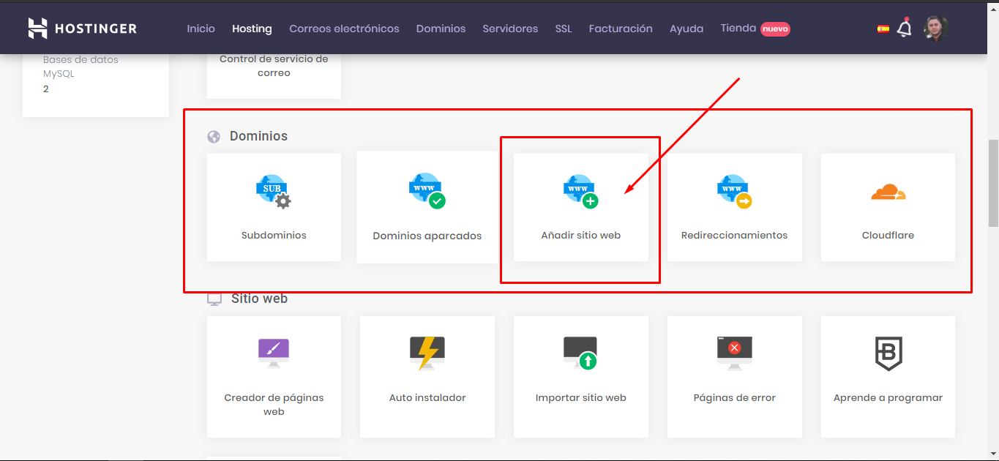 HOSTINGER
Inicio
Hosting
Correos electrónicos
Dominios
Servidores
SSL
Facturación
Ayuda
Tienda
nuevo
Bases de datos
MySQL
2
Control de servicio de
correo
Dominios
SUB
Subdominios
www
Dominios aparcados
www
Añadir sitio web
www
Redireccionamientos
Cloudflare
Sitio web
Creador de páginas
web
Auto instalador
Importar sitio web
Páginas de error
B
Aprende a programar